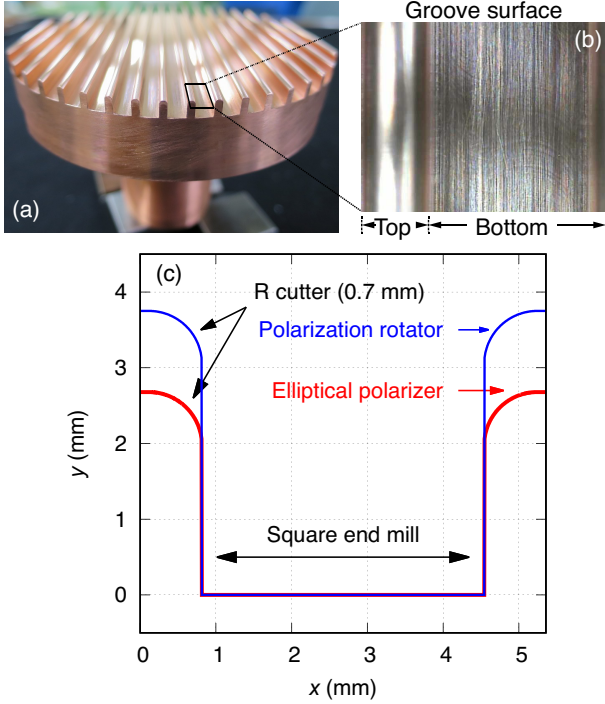 Groove surface
(a)
(b)
Top
Bottom
(c)
R cutter (0.7 mm)
Polarization rotator
Elliptical polarizer
Square end mill
y (mm)
4
3
2
1
0
0 1 2 3 4 5
x (mm)